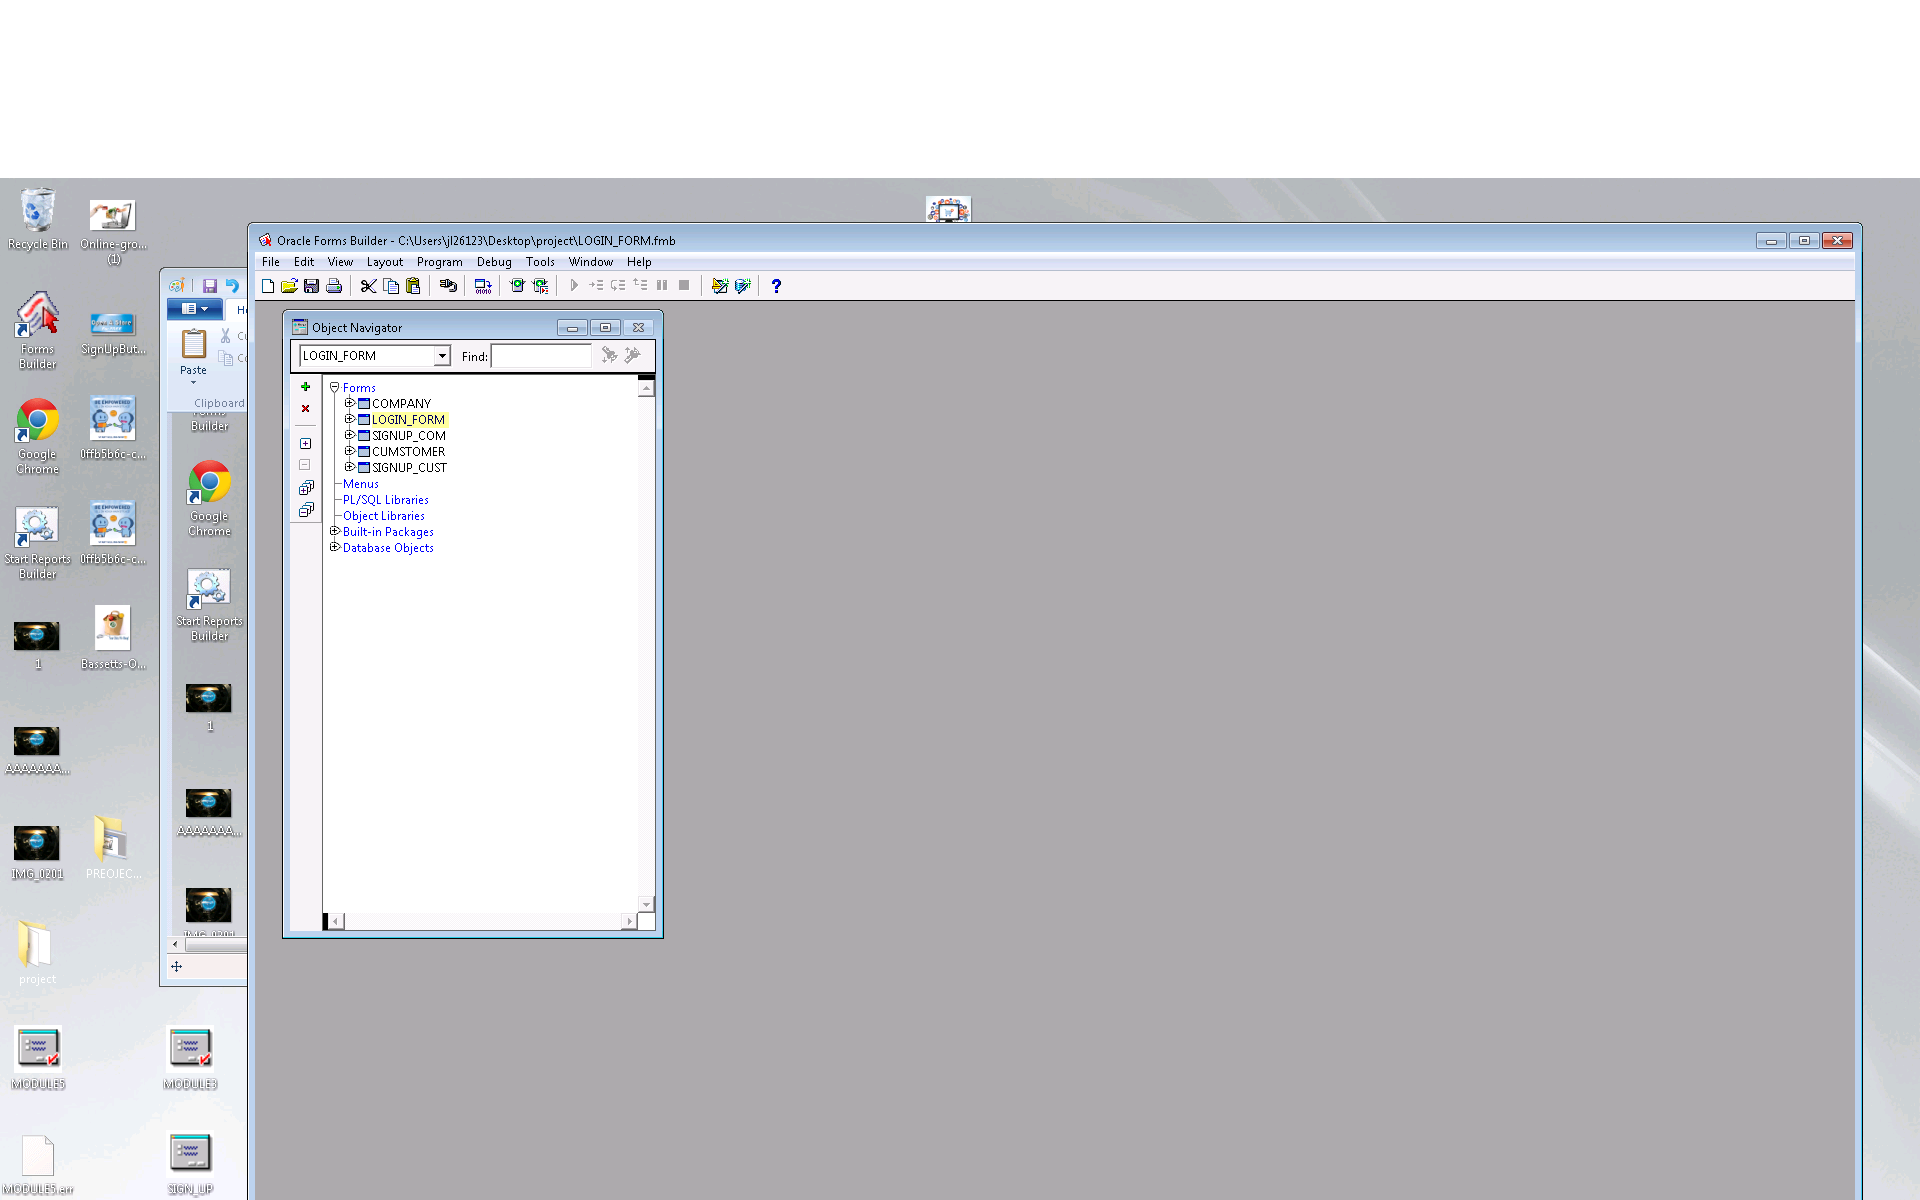 Recycle Bin
Online-gro...
(1)
Forms
Builder
SignUpBut...
Google
Chrome
0ffb5b6c-c...
Start Reports
Builder
0ffb5b6c-c...
1
Bassetts-O...
AAAAAAA...
IMG_0201
PREOJEC...
project
MODULE5
MODULE3
MODULE5.err
SIGN_UP
Paste
Clipboard
Builder
Google
Chrome
Start Reports
Builder
1
AAAAAAA...
IMG_0201
Oracle Forms Builder - C:\Users\jl26123\Desktop\project\LOGIN_FORM.fmb
File Edit View Layout Program Debug Tools Window Help
Object Navigator
LOGIN_FORM Find:
Forms
COMPANY
LOGIN_FORM
SIGNUP_COM
CUMSTOMER
SIGNUP_CUST
Menus
PL/SQL Libraries
Object Libraries
Built-in Packages
Database Objects